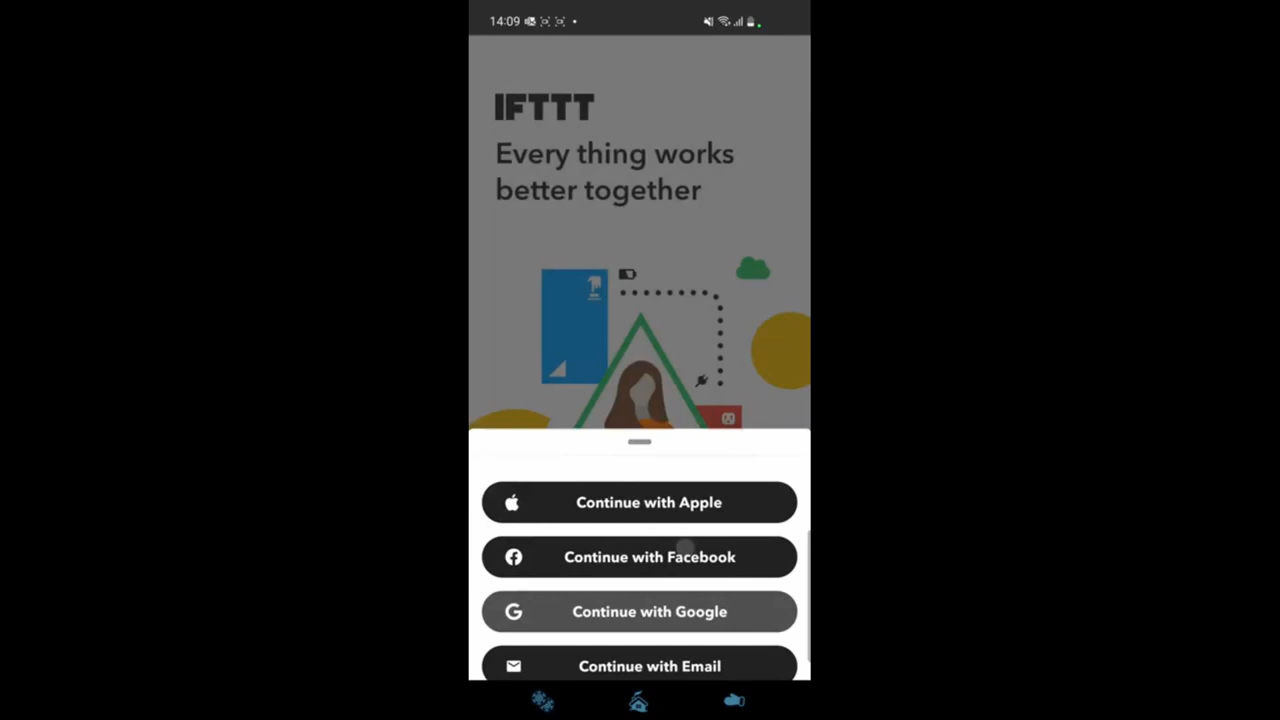 14:09
IFTTT
Every thing works
better together
Continue with Apple
Continue with Facebook
Continue with Google
Continue with Email